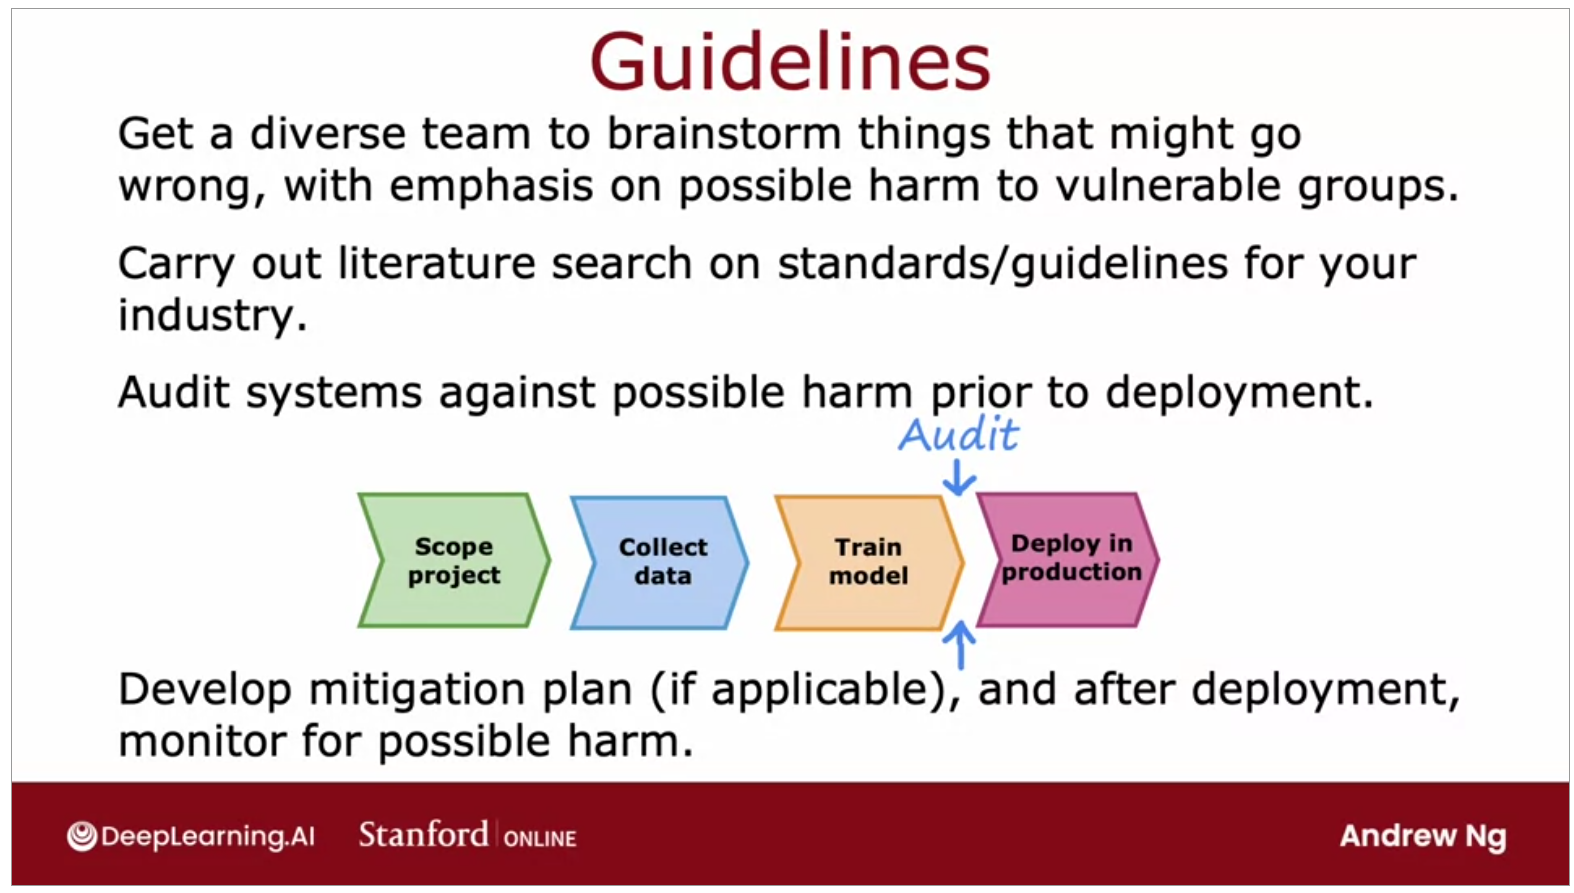 Guidelines
Get a diverse team to brainstorm things that might go
wrong, with emphasis on possible harm to vulnerable groups.
Carry out literature search on standards/guidelines for your
industry.
Audit systems against possible harm prior to deployment.
Audit
Scope
project
Collect
data
Train
model
Deploy in
production
Develop mitigation plan (if applicable), and after deployment,
monitor for possible harm.
DeepLearning.AI
Stanford ONLINE
Andrew Ng